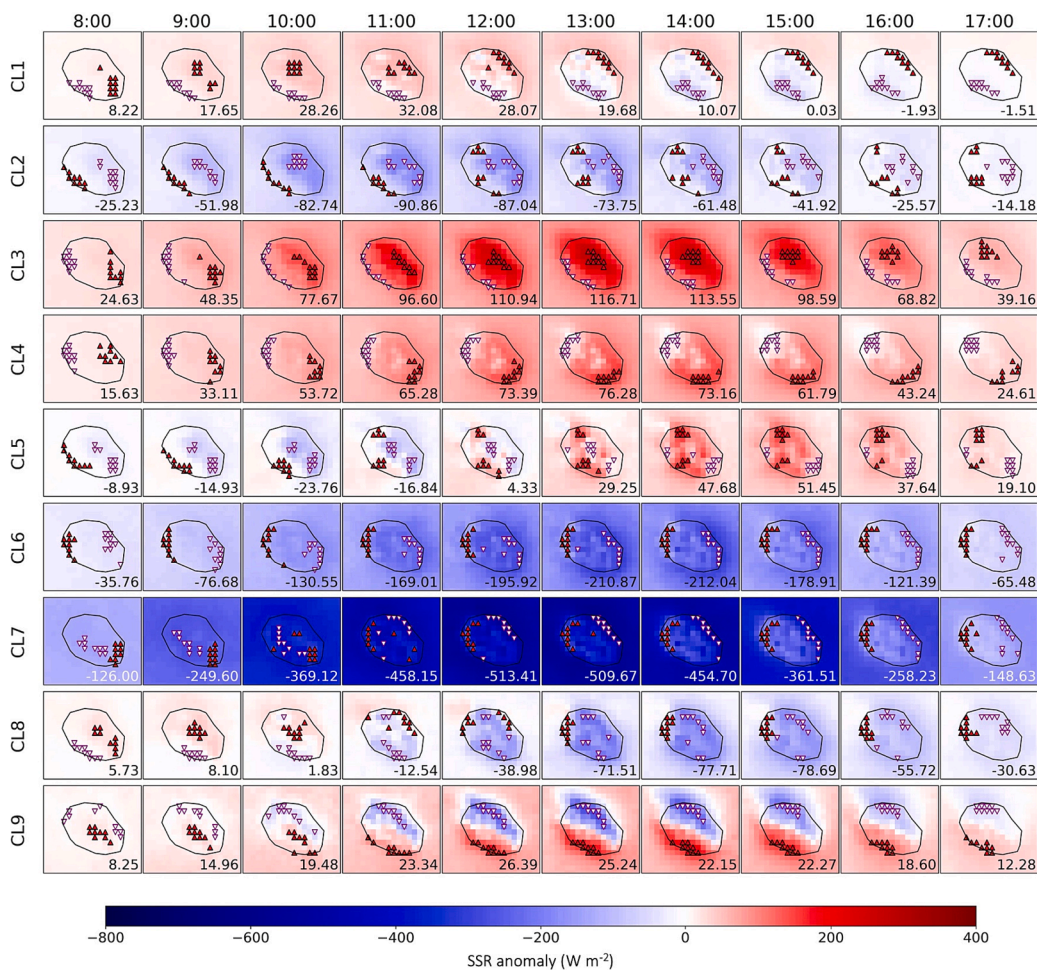 8:00 9:00 10:00 11:00 12:00 13:00 14:00 15:00 16:00 17:00
CL1 8.22 17.65 28.26 32.08 28.07 19.68 10.07 0.03 -1.93 -1.51
CL2 -25.23 -51.98 -82.74 -90.86 -87.04 -73.75 -61.48 -41.92 -25.57 -14.18
CL3 24.63 48.35 77.67 96.60 110.94 116.71 113.55 98.59 68.82 39.16
CL4 15.63 33.11 53.72 65.28 73.39 76.28 73.16 61.79 43.24 24.61
CL5 -8.93 -14.93 -23.76 -16.84 4.33 29.25 47.68 51.45 37.64 19.10
CL6 -35.76 -76.68 -130.55 -169.01 -195.92 -210.87 -212.04 -178.91 -121.39 -65.48
CL7 -126.00 -249.60 -369.12 -458.15 -513.41 -509.67 -454.70 -361.51 -258.23 -148.63
CL8 5.73 8.10 1.83 -12.54 -38.98 -71.51 -77.71 -78.69 -55.72 -30.63
CL9 8.25 14.96 19.48 23.34 26.39 25.24 22.15 22.27 18.60 12.28
−800 −600 −400 −200 0 200 400
SSR anomaly (W m⁻²)